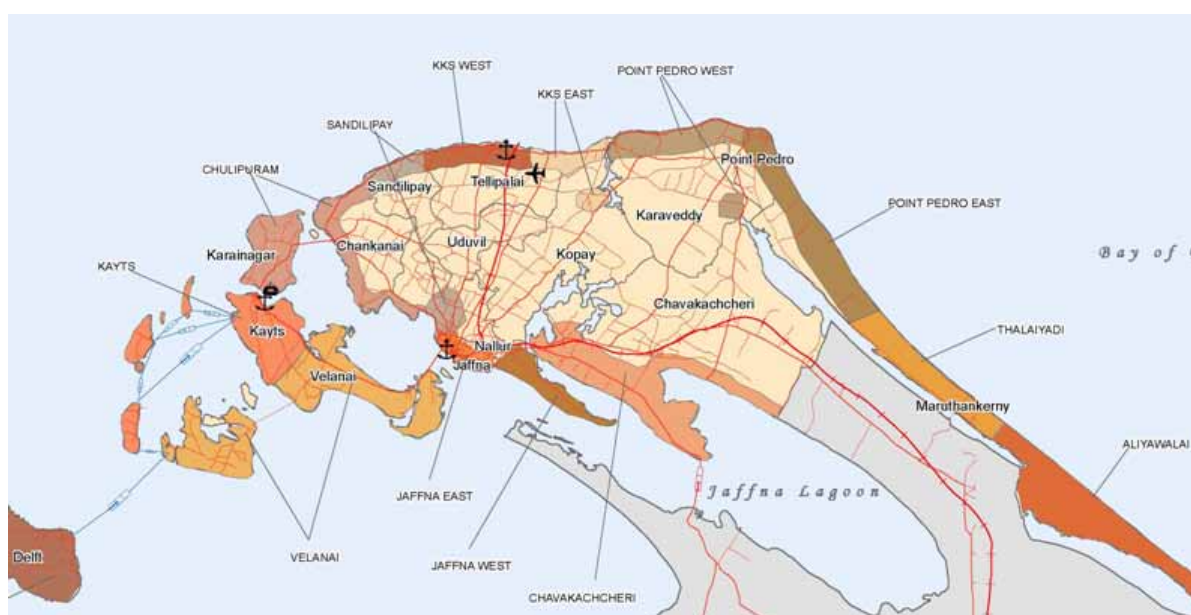 KKS WEST
POINT PEDRO WEST
KKS EAST
SANDILIPAY
CHULIPURAM
Point Pedro
Sandilipay
Tellipalai
POINT PEDRO EAST
Karaveddy
Uduvil
Chankanai
Karainagar
Kopay
Bay of
KAYTS
Chavakachcheri
Kayts
THALAIYADI
Nallur
Jaffna
Velanai
Maruthankerny
ALIYAWALAI
JAFFNA EAST
Jaffna Lagoon
Delft
VELANAI
JAFFNA WEST
CHAVAKACHCHERI